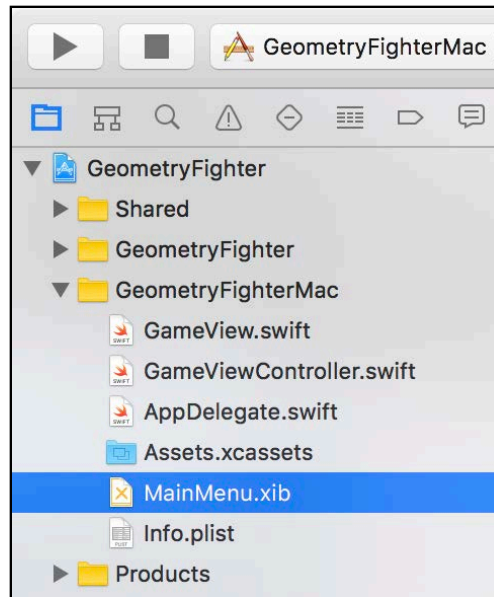 GeometryFighterMac
GeometryFighter
Shared
GeometryFighter
GeometryFighterMac
GameView.swift
GameViewController.swift
AppDelegate.swift
Assets.xcassets
MainMenu.xib
Info.plist
Products